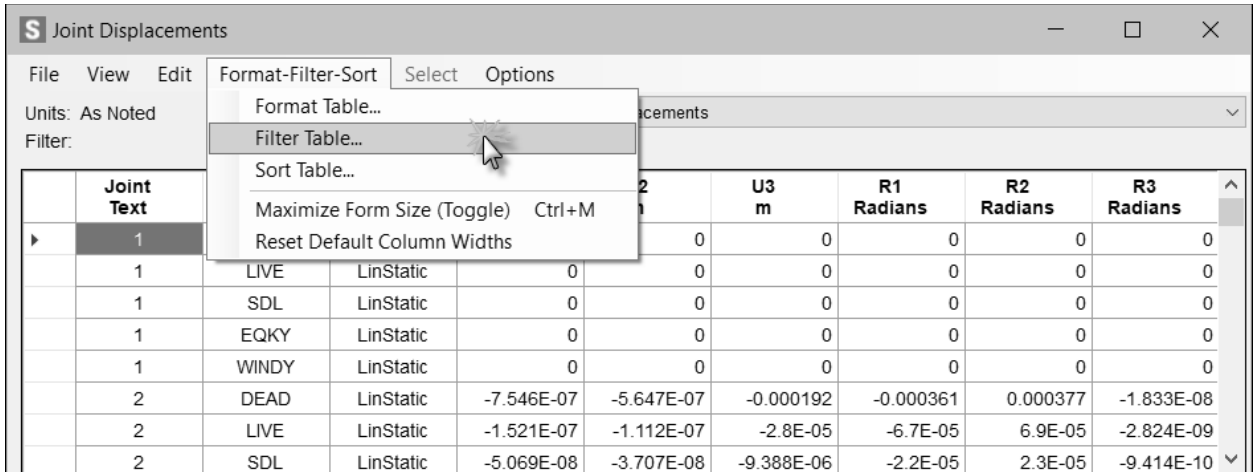 S Joint Displacements
File View Edit Format-Filter-Sort Select Options
Units: As Noted
Filter:
Format Table...
Filter Table...
Sort Table...
Maximize Form Size (Toggle) Ctrl+M
Reset Default Column Widths
Joint Text U3 m R1 Radians R2 Radians R3 Radians
1 0 0 0 0 0
1 LIVE LinStatic 0 0 0 0 0 0
1 SDL LinStatic 0 0 0 0 0 0
1 EQKY LinStatic 0 0 0 0 0 0
1 WINDY LinStatic 0 0 0 0 0 0
2 DEAD LinStatic -7.546E-07 -5.647E-07 -0.000192 -0.000361 0.000377 -1.833E-08
2 LIVE LinStatic -1.521E-07 -1.112E-07 -2.8E-05 -6.7E-05 6.9E-05 -2.824E-09
2 SDL LinStatic -5.069E-08 -3.707E-08 -9.388E-06 -2.2E-05 2.3E-05 -9.414E-10